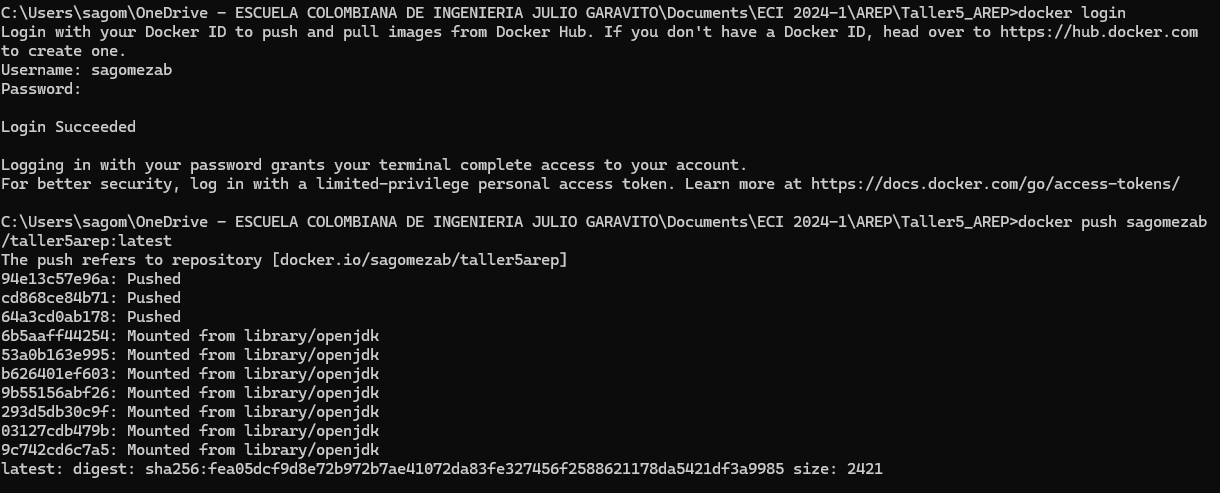 C:\Users\sagom\OneDrive - ESCUELA COLOMBIANA DE INGENIERIA JULIO GARAVITO\Documents\ECI 2024-1\AREP\Taller5_AREP>docker login
Login with your Docker ID to push and pull images from Docker Hub. If you don't have a Docker ID, head over to https://hub.docker.com
to create one.
Username: sagomezab
Password:
Login Succeeded
Logging in with your password grants your terminal complete access to your account.
For better security, log in with a limited-privilege personal access token. Learn more at https://docs.docker.com/go/access-tokens/
C:\Users\sagom\OneDrive - ESCUELA COLOMBIANA DE INGENIERIA JULIO GARAVITO\Documents\ECI 2024-1\AREP\Taller5_AREP>docker push sagomezab
/taller5arep:latest
The push refers to repository [docker.io/sagomezab/taller5arep]
94e13c57e96a: Pushed
cd868ce84b71: Pushed
64a3cd0ab178: Pushed
6b5aaff44254: Mounted from library/openjdk
53a0b163e995: Mounted from library/openjdk
b626401ef603: Mounted from library/openjdk
9b55156abf26: Mounted from library/openjdk
293d5db30c9f: Mounted from library/openjdk
03127cdb479b: Mounted from library/openjdk
9c742cd6c7a5: Mounted from library/openjdk
latest: digest: sha256:fea05dcf9d8e72b972b7ae41072da83fe327456f2588621178da5421df3a9985 size: 2421